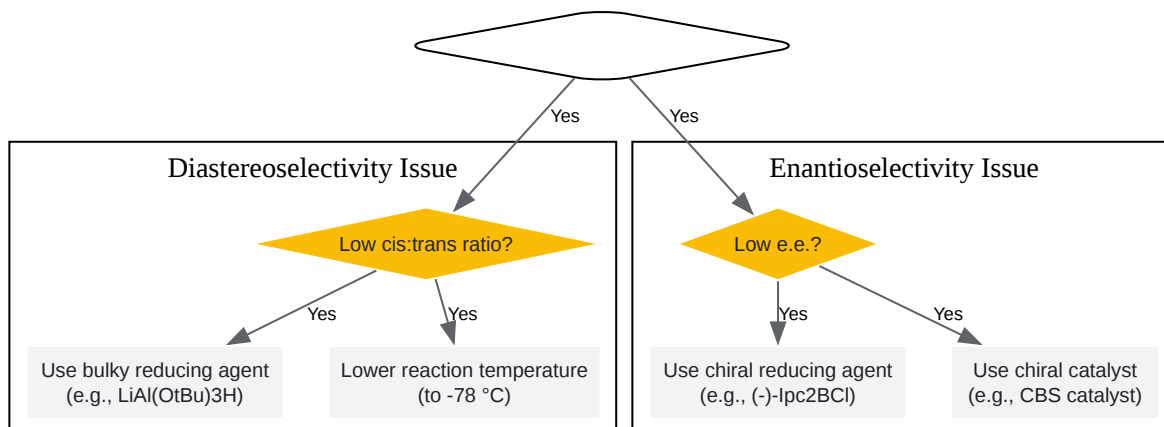 Yes
Yes
Diastereoselectivity Issue
Enantioselectivity Issue
Low cis:trans ratio?
Low e.e.?
Yes
Yes
Yes
Yes
Use bulky reducing agent
(e.g., LiAl(OtBu)3H)
Lower reaction temperature
(to -78 °C)
Use chiral reducing agent
(e.g., (-)-Ipc2BCl)
Use chiral catalyst
(e.g., CBS catalyst)